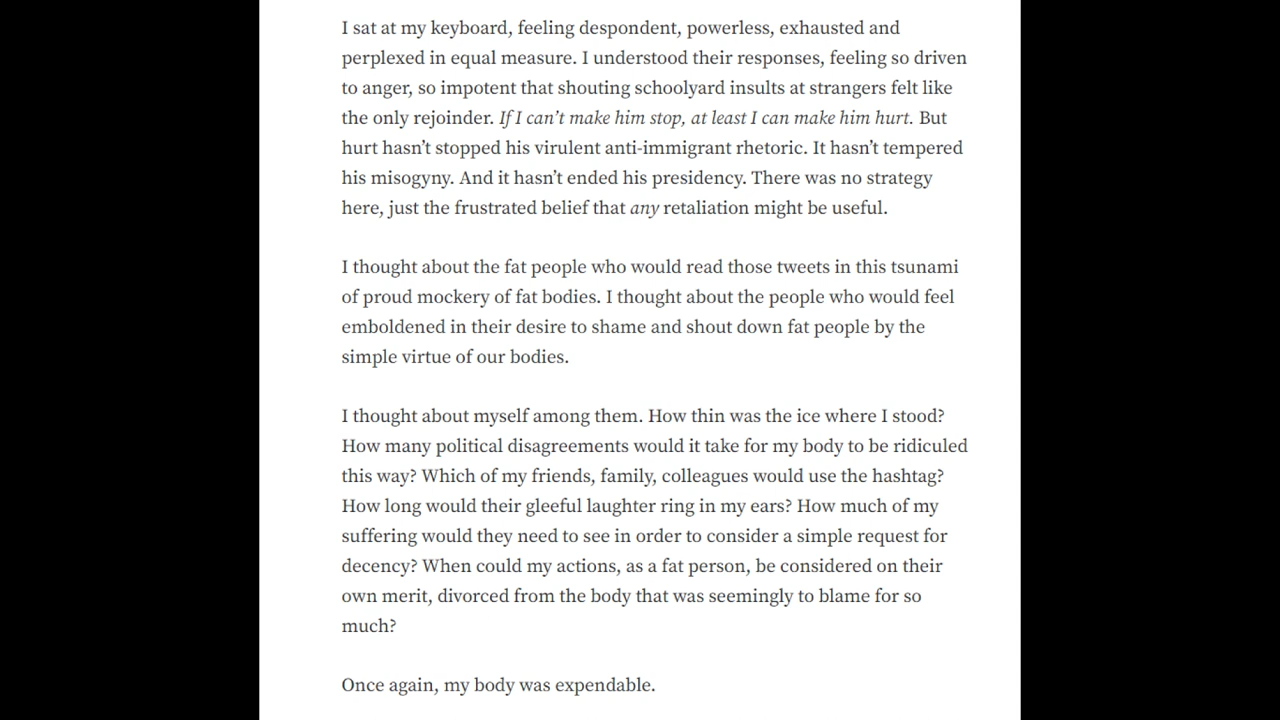 I sat at my keyboard, feeling despondent, powerless, exhausted and
perplexed in equal measure. I understood their responses, feeling so driven
to anger, so impotent that shouting schoolyard insults at strangers felt like
the only rejoinder. If I can’t make him stop, at least I can make him hurt. But
hurt hasn’t stopped his virulent anti-immigrant rhetoric. It hasn’t tempered
his misogyny. And it hasn’t ended his presidency. There was no strategy
here, just the frustrated belief that any retaliation might be useful.
I thought about the fat people who would read those tweets in this tsunami
of proud mockery of fat bodies. I thought about the people who would feel
emboldened in their desire to shame and shout down fat people by the
simple virtue of our bodies.
I thought about myself among them. How thin was the ice where I stood?
How many political disagreements would it take for my body to be ridiculed
this way? Which of my friends, family, colleagues would use the hashtag?
How long would their gleeful laughter ring in my ears? How much of my
suffering would they need to see in order to consider a simple request for
decency? When could my actions, as a fat person, be considered on their
own merit, divorced from the body that was seemingly to blame for so
much?
Once again, my body was expendable.